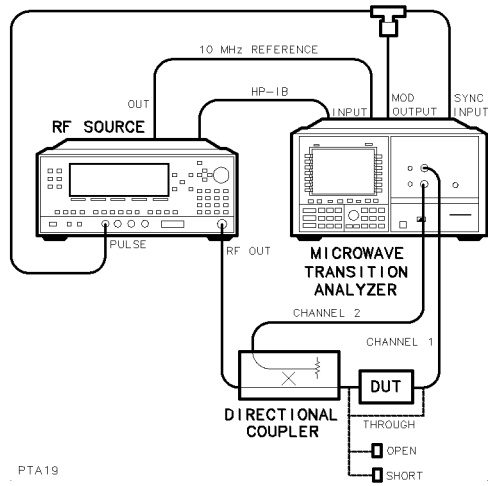 10 MHz REFERENCE
OUT
HP-IB
INPUT
MOD
OUTPUT
SYNC
INPUT
RF SOURCE
PULSE
RF OUT
MICROWAVE
TRANSITION
ANALYZER
CHANNEL 2
CHANNEL 1
DUT
DIRECTIONAL
COUPLER
THROUGH
OPEN
SHORT
PTA19